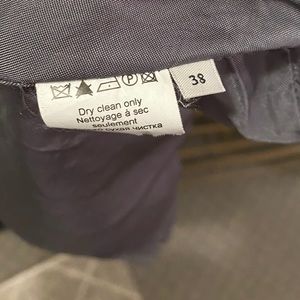 P
38
Dry clean only
Nettoyage à sec
seulement
сухая чистка